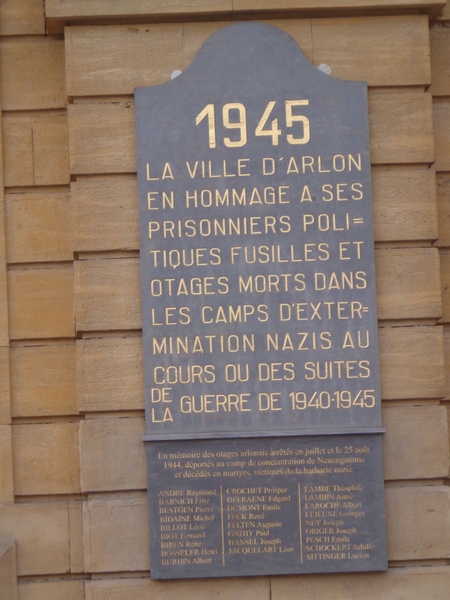 1945
LA VILLE D'ARLON
EN HOMMAGE A SES
PRISONNIERS POLI=
TIQUES FUSILLES ET
OTAGES MORTS DANS
LES CAMPS D'EXTER=
MINATION NAZIS AU
COURS OU DES SUITES
DE LA GUERRE DE 1940-1945
En mémoire des otages arlonais arrêtés en juillet et le 25 août
1944, déportés au camp de concentration de Neuengamme
et décédés en martyrs, victimes de la barbarie nazie.
ANDRE Raymond
BARNICH Fritz
BESTGEN Pierre
BIDAINE Michel
BILLOT Léon
BIOT Fernand
BIREN René
BOSSELER Henri
BURHIN Albert
CROCHET Prosper
DEFRAENE Edgard
DUMONT Emile
FECK René
FELTEN Auguste
GATHY Paul
HANSEL Joseph
JACQUELART Léon
LAMBE Théophile
LAMBIN Aimé
LAROCHE Albert
LEJEUNE Georges
NEY Joseph
ORIGER Joseph
PESCH Emile
SCHOCKERT Achille
SITTINGER Lucien